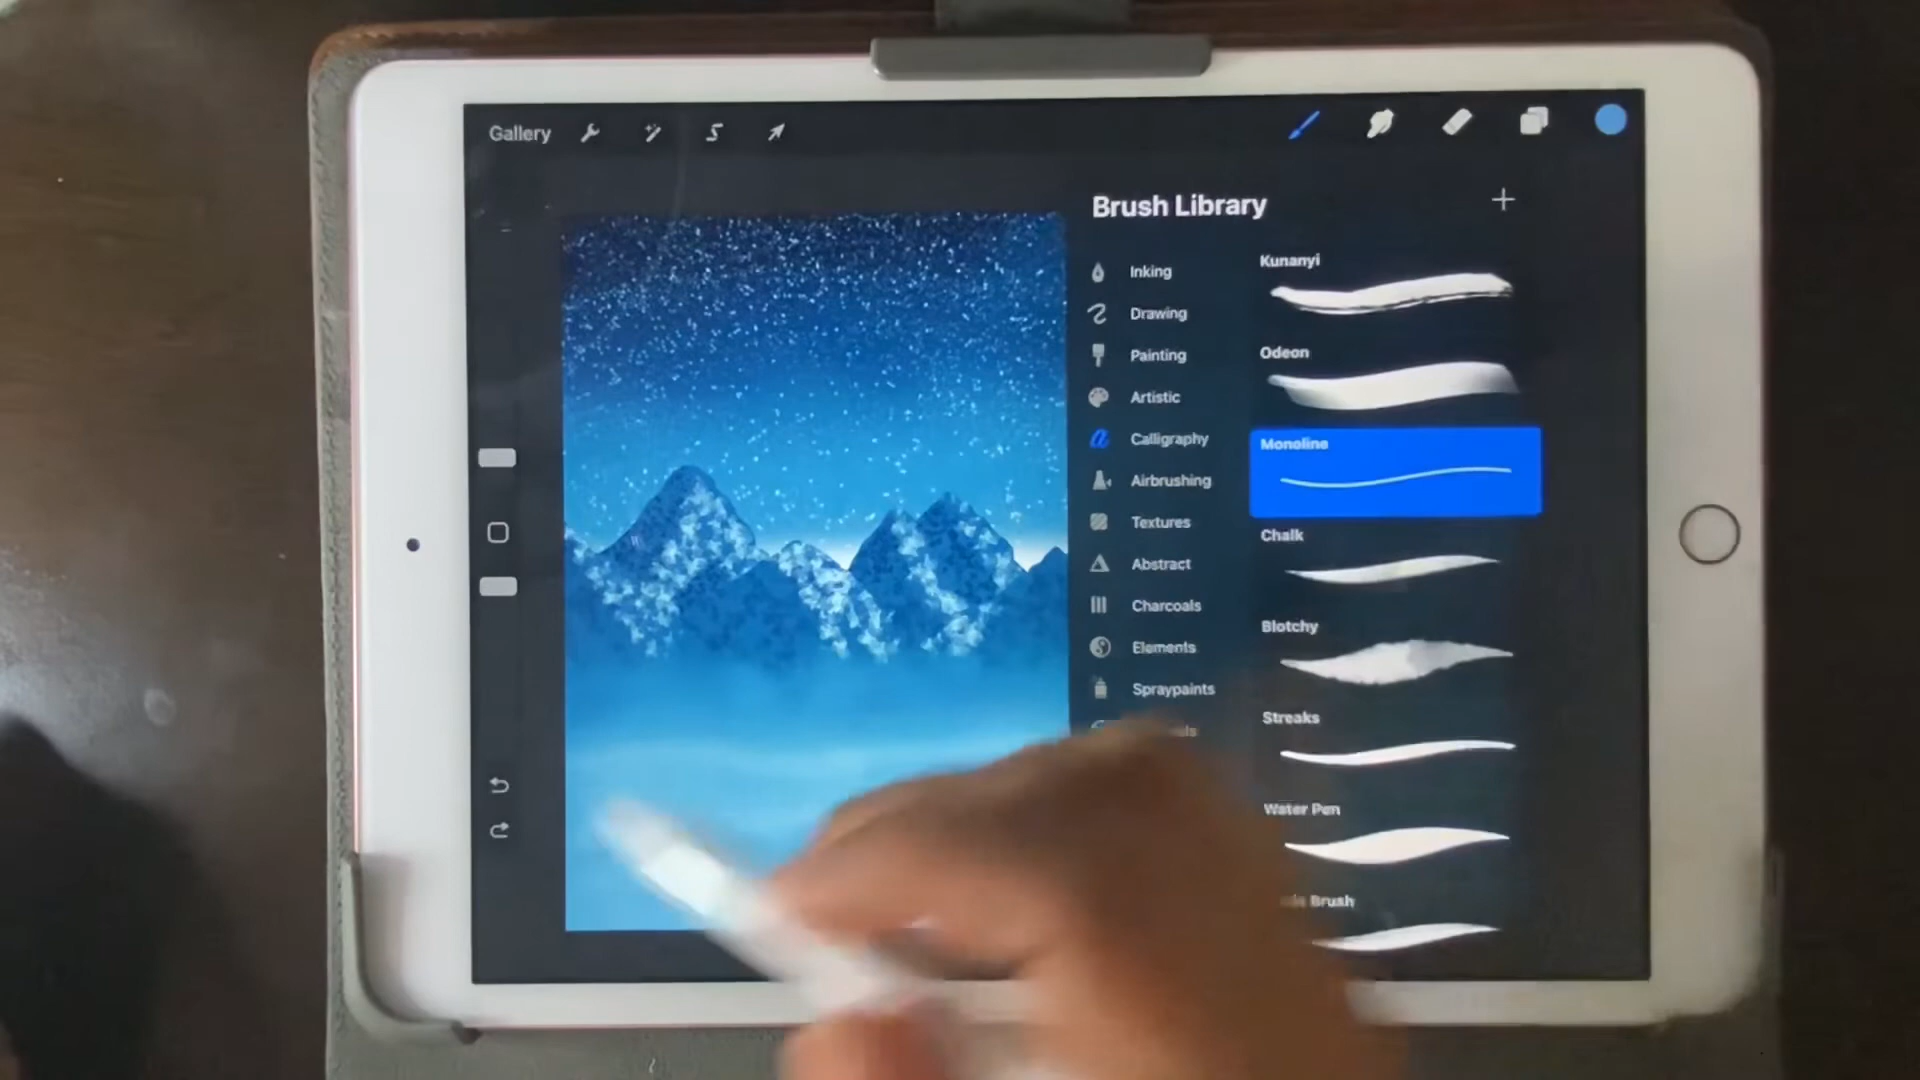 Gallery
Brush Library
Inking
Drawing
Painting
Artistic
Calligraphy
Airbrushing
Textures
Abstract
Charcoals
Elements
Spraypaints
Kunanyi
Odeon
Monoline
Chalk
Blotchy
Streaks
Water Pen
Brush